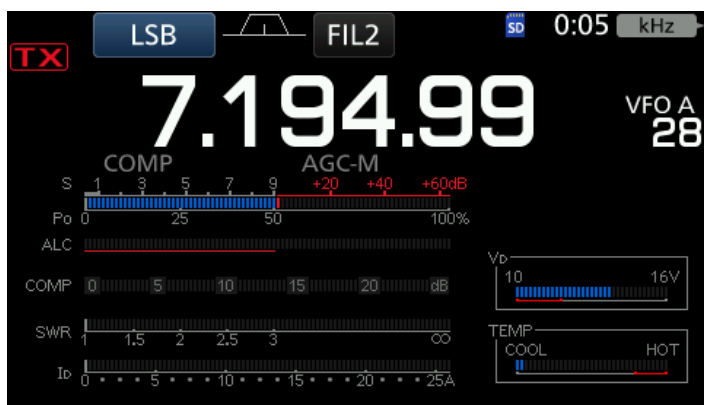 LSB FIL2 SD 0:05 kHz
TX
7.194.99
VFO A
28
COMP AGC-M
S 1 3 5 7 9 +20 +40 +60dB
Po 0 25 50 100%
ALC
COMP 0 5 10 15 20 dB
SWR 1 1.5 2 2.5 3 ∞
ID 0 5 10 15 20 25A
VD
10 16V
TEMP
COOL HOT